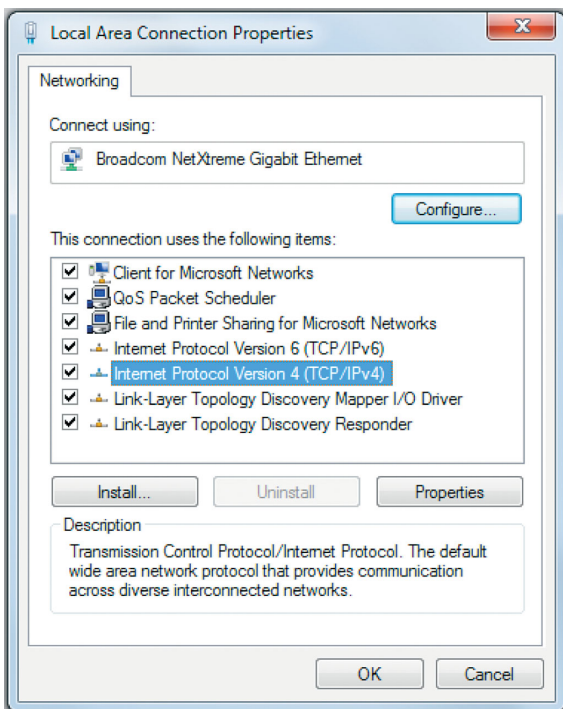 Local Area Connection Properties
Networking
Connect using:
Broadcom NetXtreme Gigabit Ethernet
Configure...
This connection uses the following items:
Client for Microsoft Networks
QoS Packet Scheduler
File and Printer Sharing for Microsoft Networks
Internet Protocol Version 6 (TCP/IPv6)
Internet Protocol Version 4 (TCP/IPv4)
Link-Layer Topology Discovery Mapper I/O Driver
Link-Layer Topology Discovery Responder
Install...
Uninstall
Properties
Description
Transmission Control Protocol/Internet Protocol. The default
wide area network protocol that provides communication
across diverse interconnected networks.
OK
Cancel